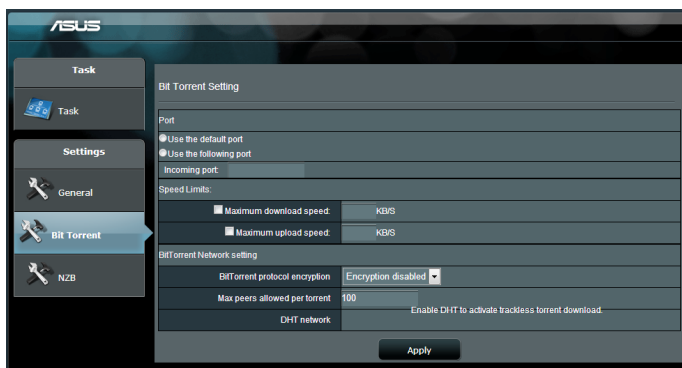 ASUS
Task
Task
Settings
General
Bit Torrent
NZB
Bit Torrent Setting
Port
Use the default port
Use the following port
Incoming port:
Speed Limits:
Maximum download speed: KB/S
Maximum upload speed: KB/S
BitTorrent Network setting
BitTorrent protocol encryption Encryption disabled
Max peers allowed per torrent 100
Enable DHT to activate trackless torrent download.
DHT network
Apply